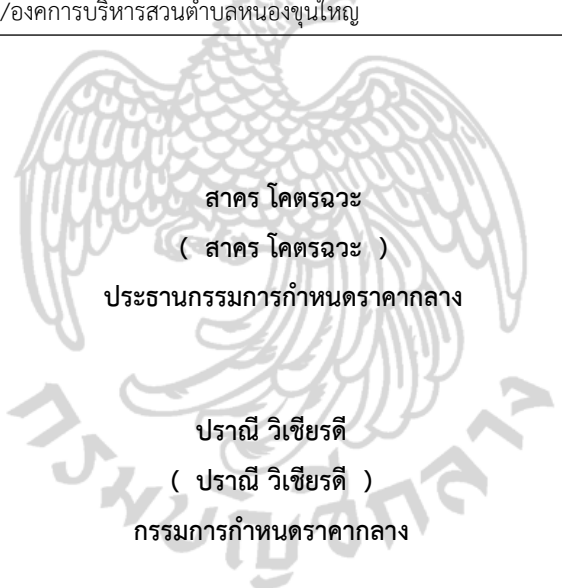 /องค์การบริหารส่วนตำบลหนองขุ่นใหญ่
สาคร โคตรฉวะ
( สาคร โคตรฉวะ )
ประธานกรรมการกำหนดราคากลาง
ปราณี วิเชียรดี
( ปราณี วิเชียรดี )
กรรมการกำหนดราคากลาง
กรมบัญชีกลาง